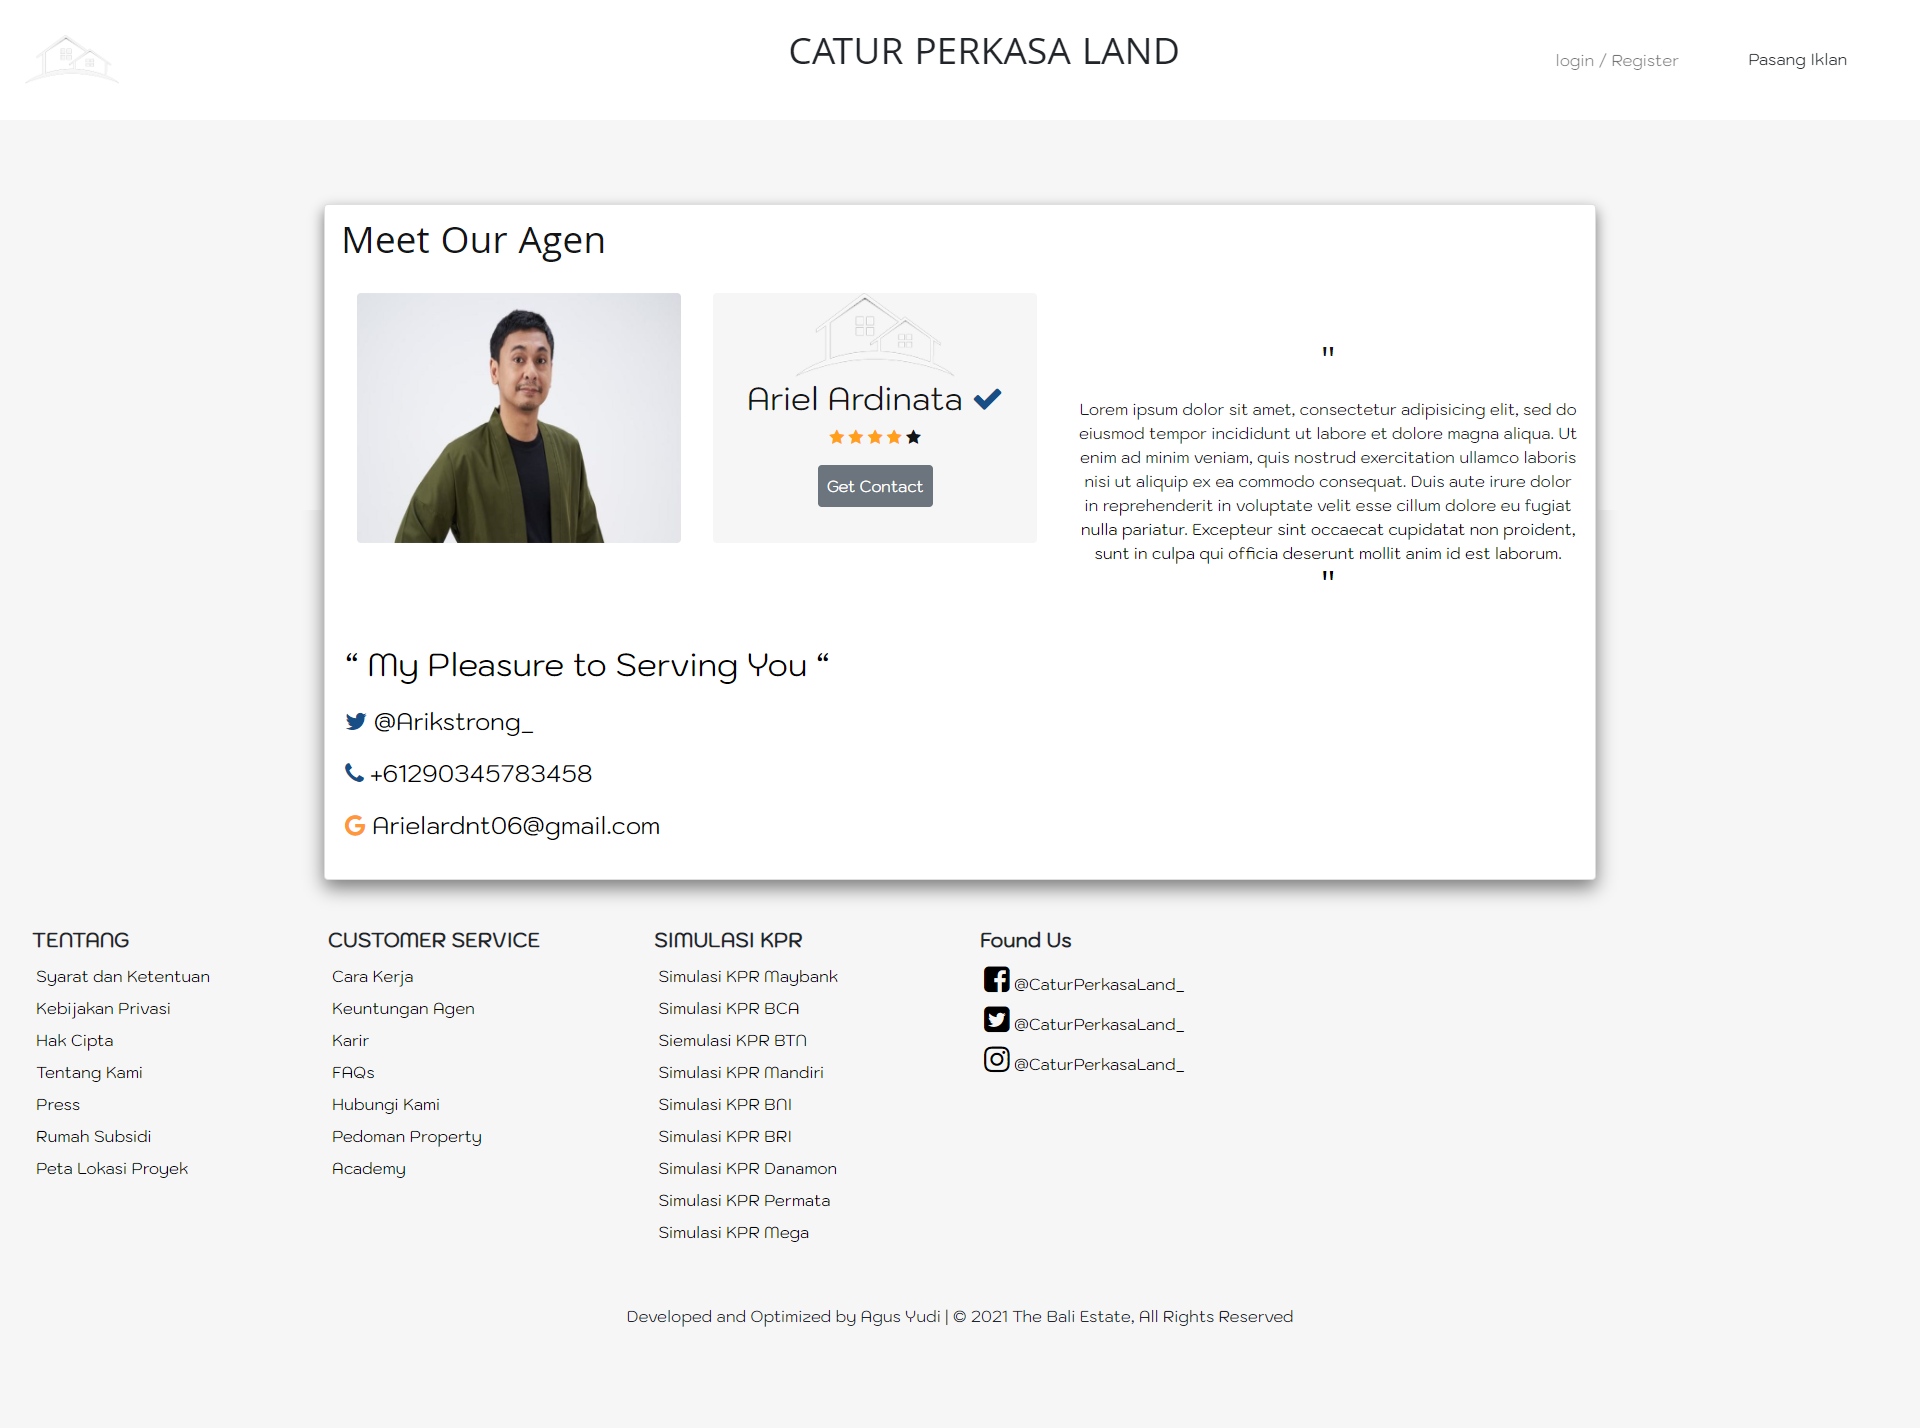 CATUR PERKASA LAND
login / Register
Pasang Iklan
Meet Our Agen
Ariel Ardinata
Get Contact
"
Lorem ipsum dolor sit amet, consectetur adipisicing elit, sed do
eiusmod tempor incididunt ut labore et dolore magna aliqua. Ut
enim ad minim veniam, quis nostrud exercitation ullamco laboris
nisi ut aliquip ex ea commodo consequat. Duis aute irure dolor
in reprehenderit in voluptate velit esse cillum dolore eu fugiat
nulla pariatur. Excepteur sint occaecat cupidatat non proident,
sunt in culpa qui officia deserunt mollit anim id est laborum.
"
“ My Pleasure to Serving You “
@Arikstrong_
+61290345783458
Arielardnt06@gmail.com
TENTANG
Syarat dan Ketentuan
Kebijakan Privasi
Hak Cipta
Tentang Kami
Press
Rumah Subsidi
Peta Lokasi Proyek
CUSTOMER SERVICE
Cara Kerja
Keuntungan Agen
Karir
FAQs
Hubungi Kami
Pedoman Property
Academy
SIMULASI KPR
Simulasi KPR Maybank
Simulasi KPR BCA
Siemulasi KPR BTN
Simulasi KPR Mandiri
Simulasi KPR BNI
Simulasi KPR BRI
Simulasi KPR Danamon
Simulasi KPR Permata
Simulasi KPR Mega
Found Us
@CaturPerkasaLand_
@CaturPerkasaLand_
@CaturPerkasaLand_
Developed and Optimized by Agus Yudi | © 2021 The Bali Estate, All Rights Reserved